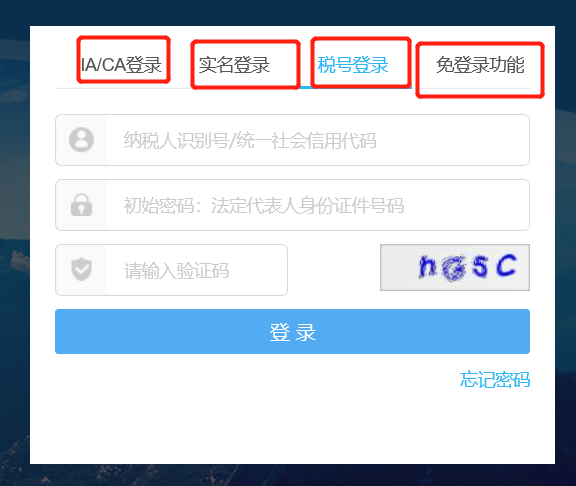 IA/CA登录 实名登录 税号登录 免登录功能
纳税人识别号/统一社会信用代码
初始密码：法定代表人身份证件号码
请输入验证码
登 录
忘记密码